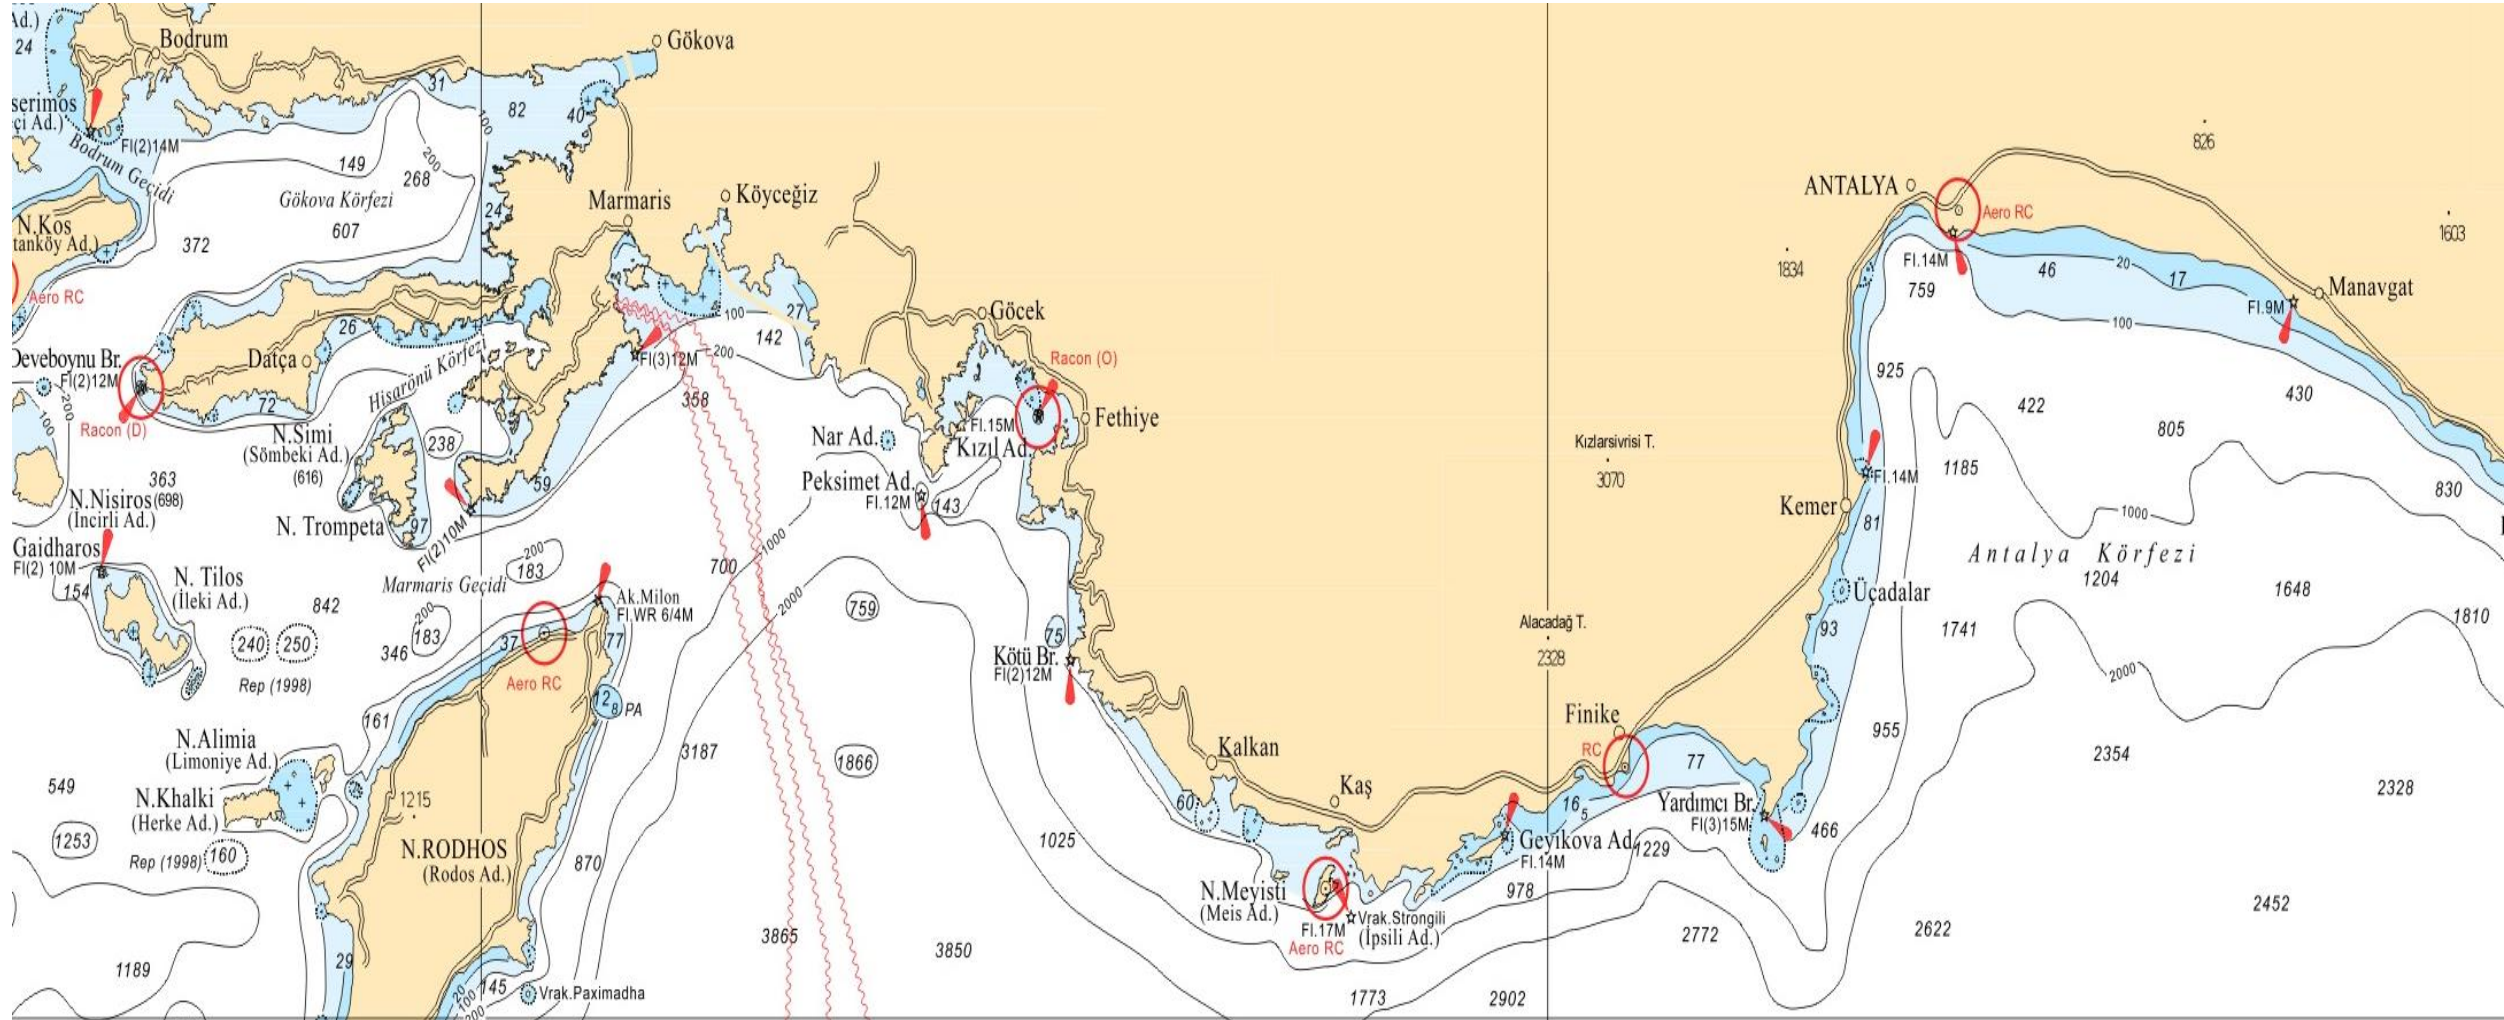 Ad.)
24
Bodrum
31
82
40
Gökova
serimos
çi Ad.)
Fl(2)14M
Bodrum Geçidi
149
200
268
100
Gökova Körfezi
607
372
24
N.Kos
tanköy Ad.)
Aero RC
Marmaris
Köyceğiz
27
100
142
200
Fl(3)12M
358
26
Datça
Deveboynu Br.
Fl(2)12M
Racon (D)
200
100
72
Hisarönü Körfezi
N.Simi
(Sömbeki Ad.)
(616)
238
363
N.Nisiros(698)
(İncirli Ad.)
N. Trompeta
97
59
Fl(2)10M
Gaidharos
Fl(2) 10M
154
N. Tilos
(İleki Ad.)
842
240
250
Rep (1998)
Marmaris Geçidi
200
183
200
183
346
37
Aero RC
Ak.Milon
Fl.WR 6/4M
77
12
8
PA
161
N.Alimia
(Limoniye Ad.)
549
N.Khalki
(Herke Ad.)
1253
Rep (1998)
160
1189
1215
N.RODHOS
(Rodos Ad.)
29
20
100
200
145
Vrak.Paximadha
870
3187
700
1000
2000
759
1866
3865
3850
1025
Göcek
Racon (O)
Fl.15M
Kızıl Ad.
Fethiye
Nar Ad.
Peksimet Ad.
Fl.12M
143
75
Kötü Br.
Fl(2)12M
Kalkan
60
Kaş
N.Meyisti
(Meis Ad.)
Fl.17M
Aero RC
Vrak.Strongili
(İpsili Ad.)
1773
2902
Kızlarsivrisi T.
3070
Alacadağ T.
2328
Finike
RC
16
5
77
Geyikova Ad.
Fl.14M
1229
978
2772
Yardımcı Br.
Fl(3)15M
466
ANTALYA
Aero RC
Fl.14M
759
1834
826
1603
46
20
17
Manavgat
Fl.9M
100
925
422
430
805
1185
Fl.14M
Kemer
81
830
1000
Antalya Körfezi
1204
1648
1810
Üçadalar
93
1741
2000
955
2354
2328
2452
2622